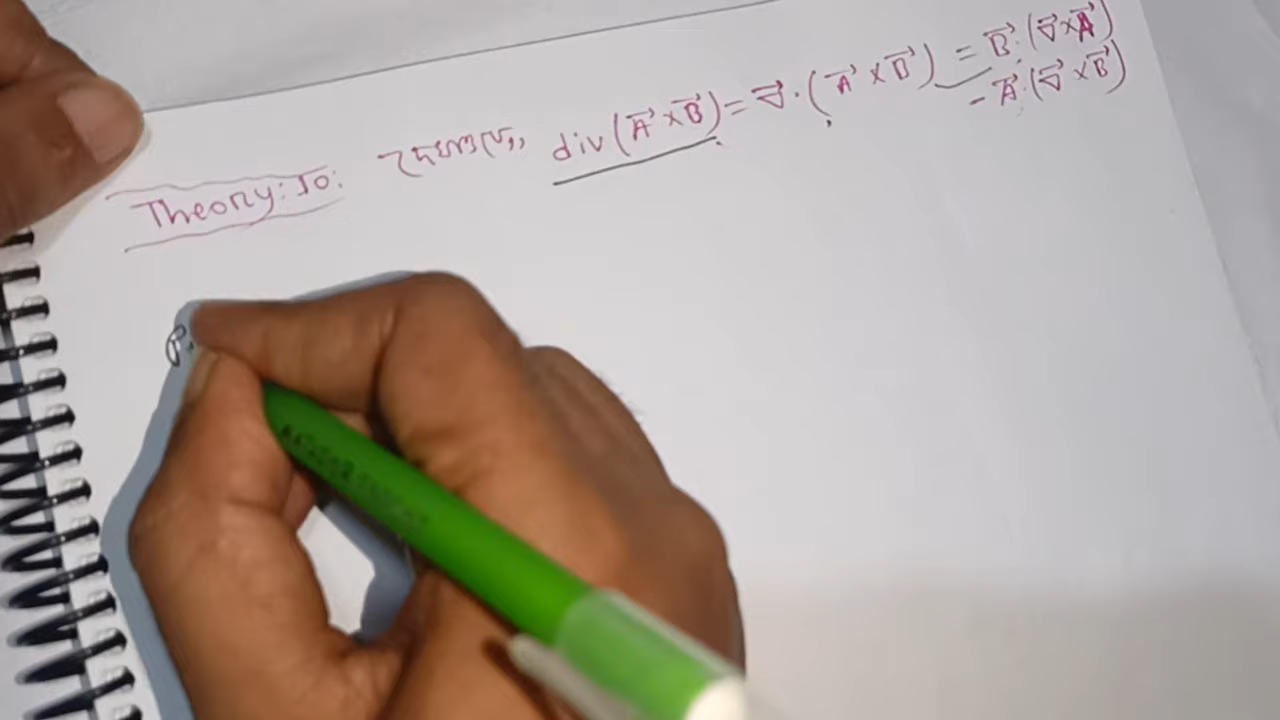 Theory: 10: দেখাও যে, div(A⃗ × B⃗) = ∇⃗ · (A⃗ × B⃗) = B⃗ · (∇⃗ × A⃗)
- A⃗ · (∇⃗ × B⃗)